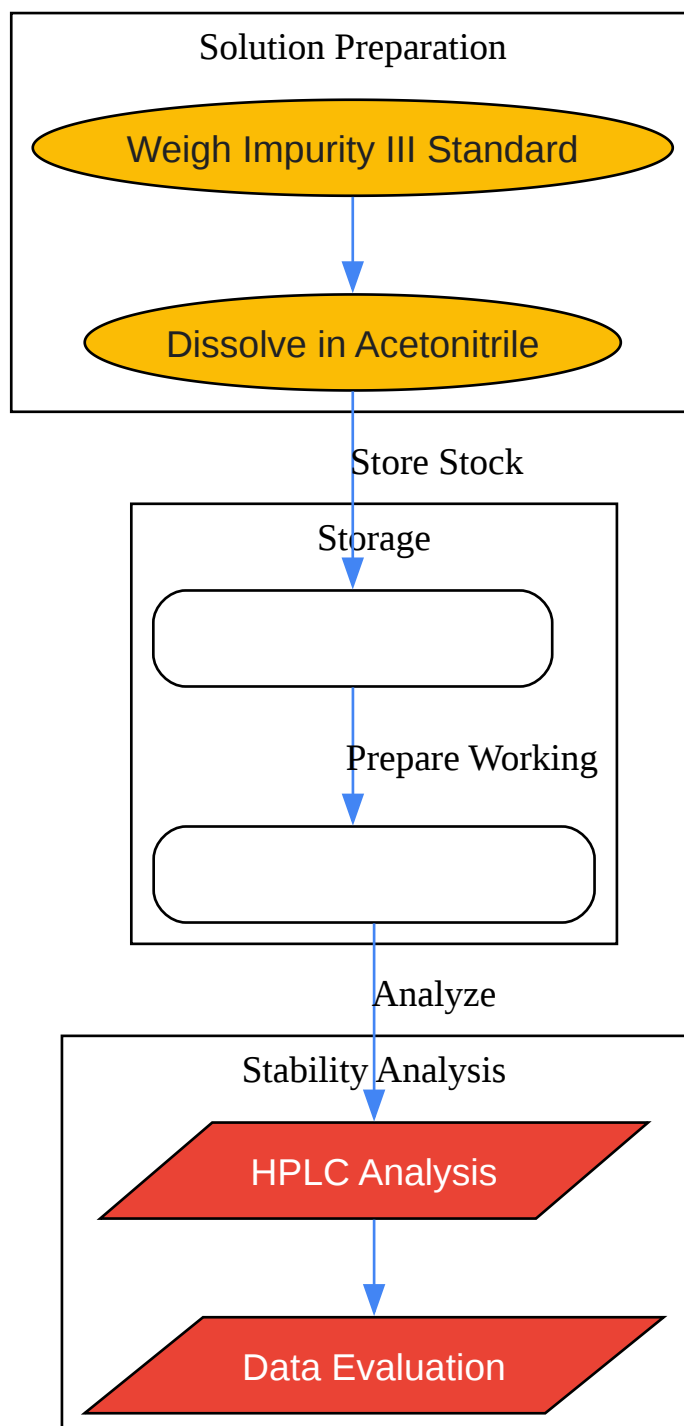 Solution Preparation
Weigh Impurity III Standard
Dissolve in Acetonitrile
Store Stock
Storage
Prepare Working
Analyze
Stability Analysis
HPLC Analysis
Data Evaluation